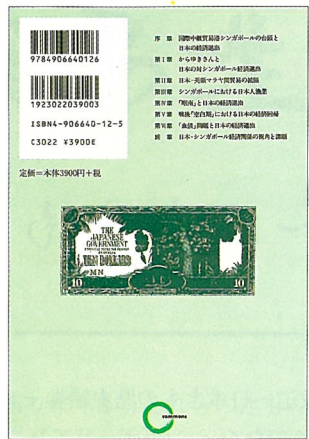 9784906640126
1923022039003
ISBN4-906640-12-5
C3022 ¥3900E
定価=本体3900円+税
序 章 国際中継貿易港シンガポールの台頭と
日本の経済進出
第Ⅰ章 からゆきさんと
日本の対シンガポール経済進出
第Ⅱ章 日本–英領マラヤ間貿易の拡張
第Ⅲ章 シンガポールにおける日本人漁業
第Ⅳ章 「昭南」と日本の経済進出
第Ⅴ章 戦後「空白期」における日本の経済回帰
第Ⅵ章 「血債」問題と日本の経済進出
終 章 日本・シンガポール経済関係の視角と課題
THE
JAPANESE
GOVERNMENT
TEN DOLLARS
MN
10
10
commons